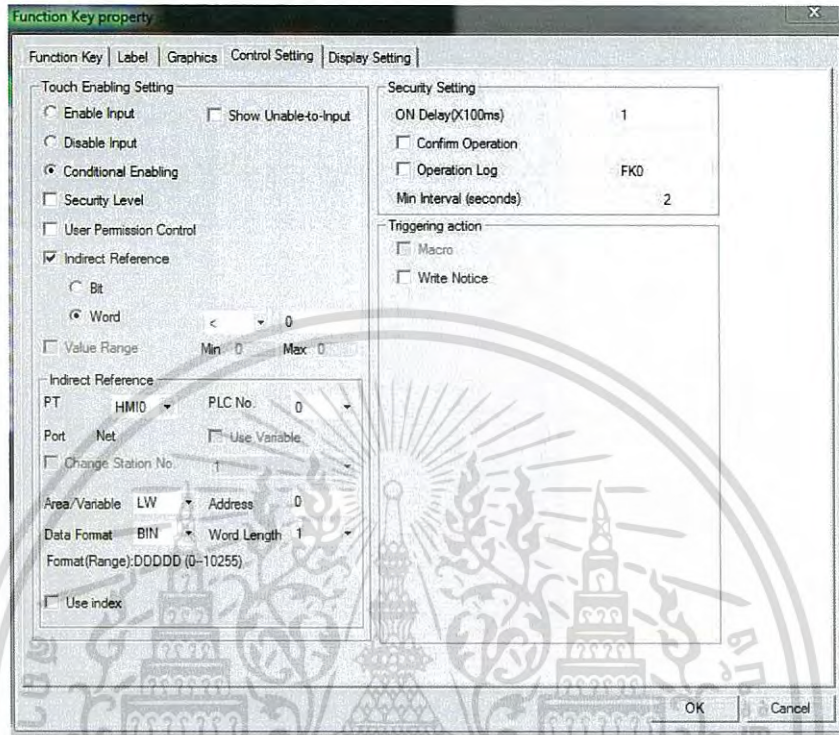 Function Key property
Function Key Label Graphics Control Setting Display Setting
Touch Enabling Setting
Enable Input Show Unable-to-Input
Disable Input
Conditional Enabling
Security Level
User Permission Control
Indirect Reference
Bit
Word < 0
Value Range Min 0 Max 0
Indirect Reference
PT HMI0 PLC No. 0
Port Net Use Variable
Change Station No. 1
Area/Variable LW Address 0
Data Format BIN Word Length 1
Format(Range):DDDDD (0--10255)
Use index
Security Setting
ON Delay(X100ms) 1
Confirm Operation
Operation Log FK0
Min Interval (seconds) 2
Triggering action
Macro
Write Notice
OK Cancel